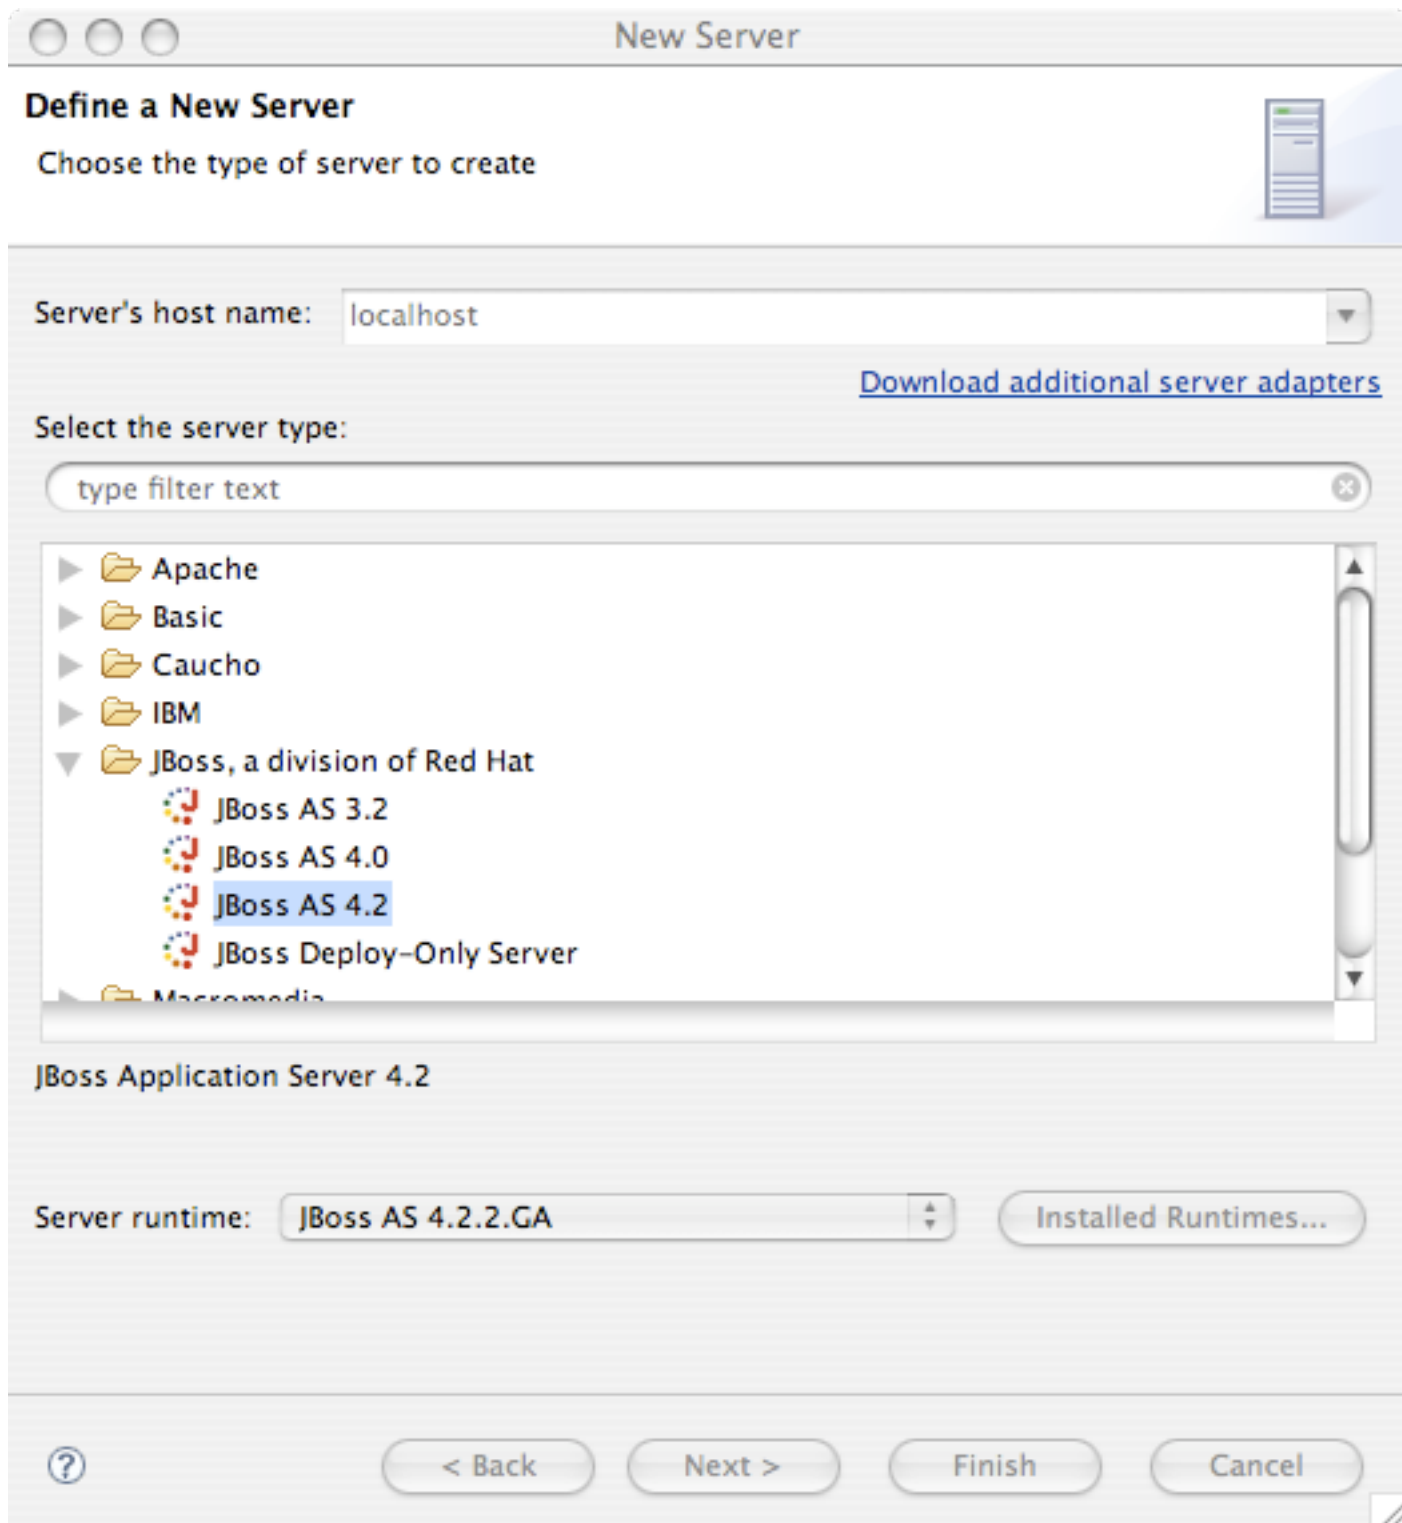 New Server
Define a New Server
Choose the type of server to create
Server's host name: localhost
Download additional server adapters
Select the server type:
type filter text
Apache
Basic
Caucho
IBM
JBoss, a division of Red Hat
JBoss AS 3.2
JBoss AS 4.0
JBoss AS 4.2
JBoss Deploy-Only Server
Macromedia
JBoss Application Server 4.2
Server runtime: JBoss AS 4.2.2.GA Installed Runtimes...
? < Back Next > Finish Cancel